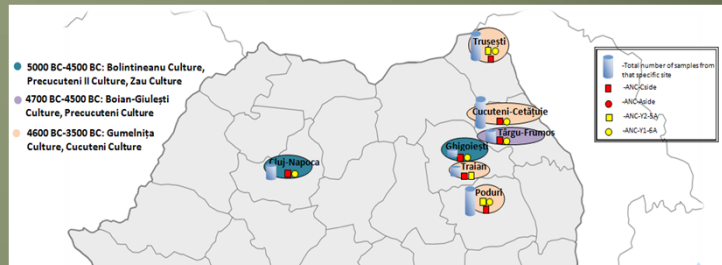 5000 BC-4500 BC: Bolintineanu Culture,
Precucuteni II Culture, Zau Culture
4700 BC-4500 BC: Boian-Giulești
Culture, Precucuteni Culture
4600 BC-3500 BC: Gumelnița
Culture, Cucuteni Culture
Trusești
Cucuteni-Cetățuie
Târgu-Frumos
Ghigoiești
Traian
Cluj-Napoca
Poduri
-Total number of samples from
that specific site
-ANC-Cside
-ANC-Aside
-ANC-Y2-5A
-ANC-Y1-6A